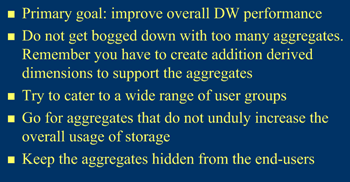 Primary goal: improve overall DW performance
Do not get bogged down with too many aggregates.
Remember you have to create addition derived
dimensions to support the aggregates
Try to cater to a wide range of user groups
Go for aggregates that do not unduly increase the
overall usage of storage
Keep the aggregates hidden from the end-users